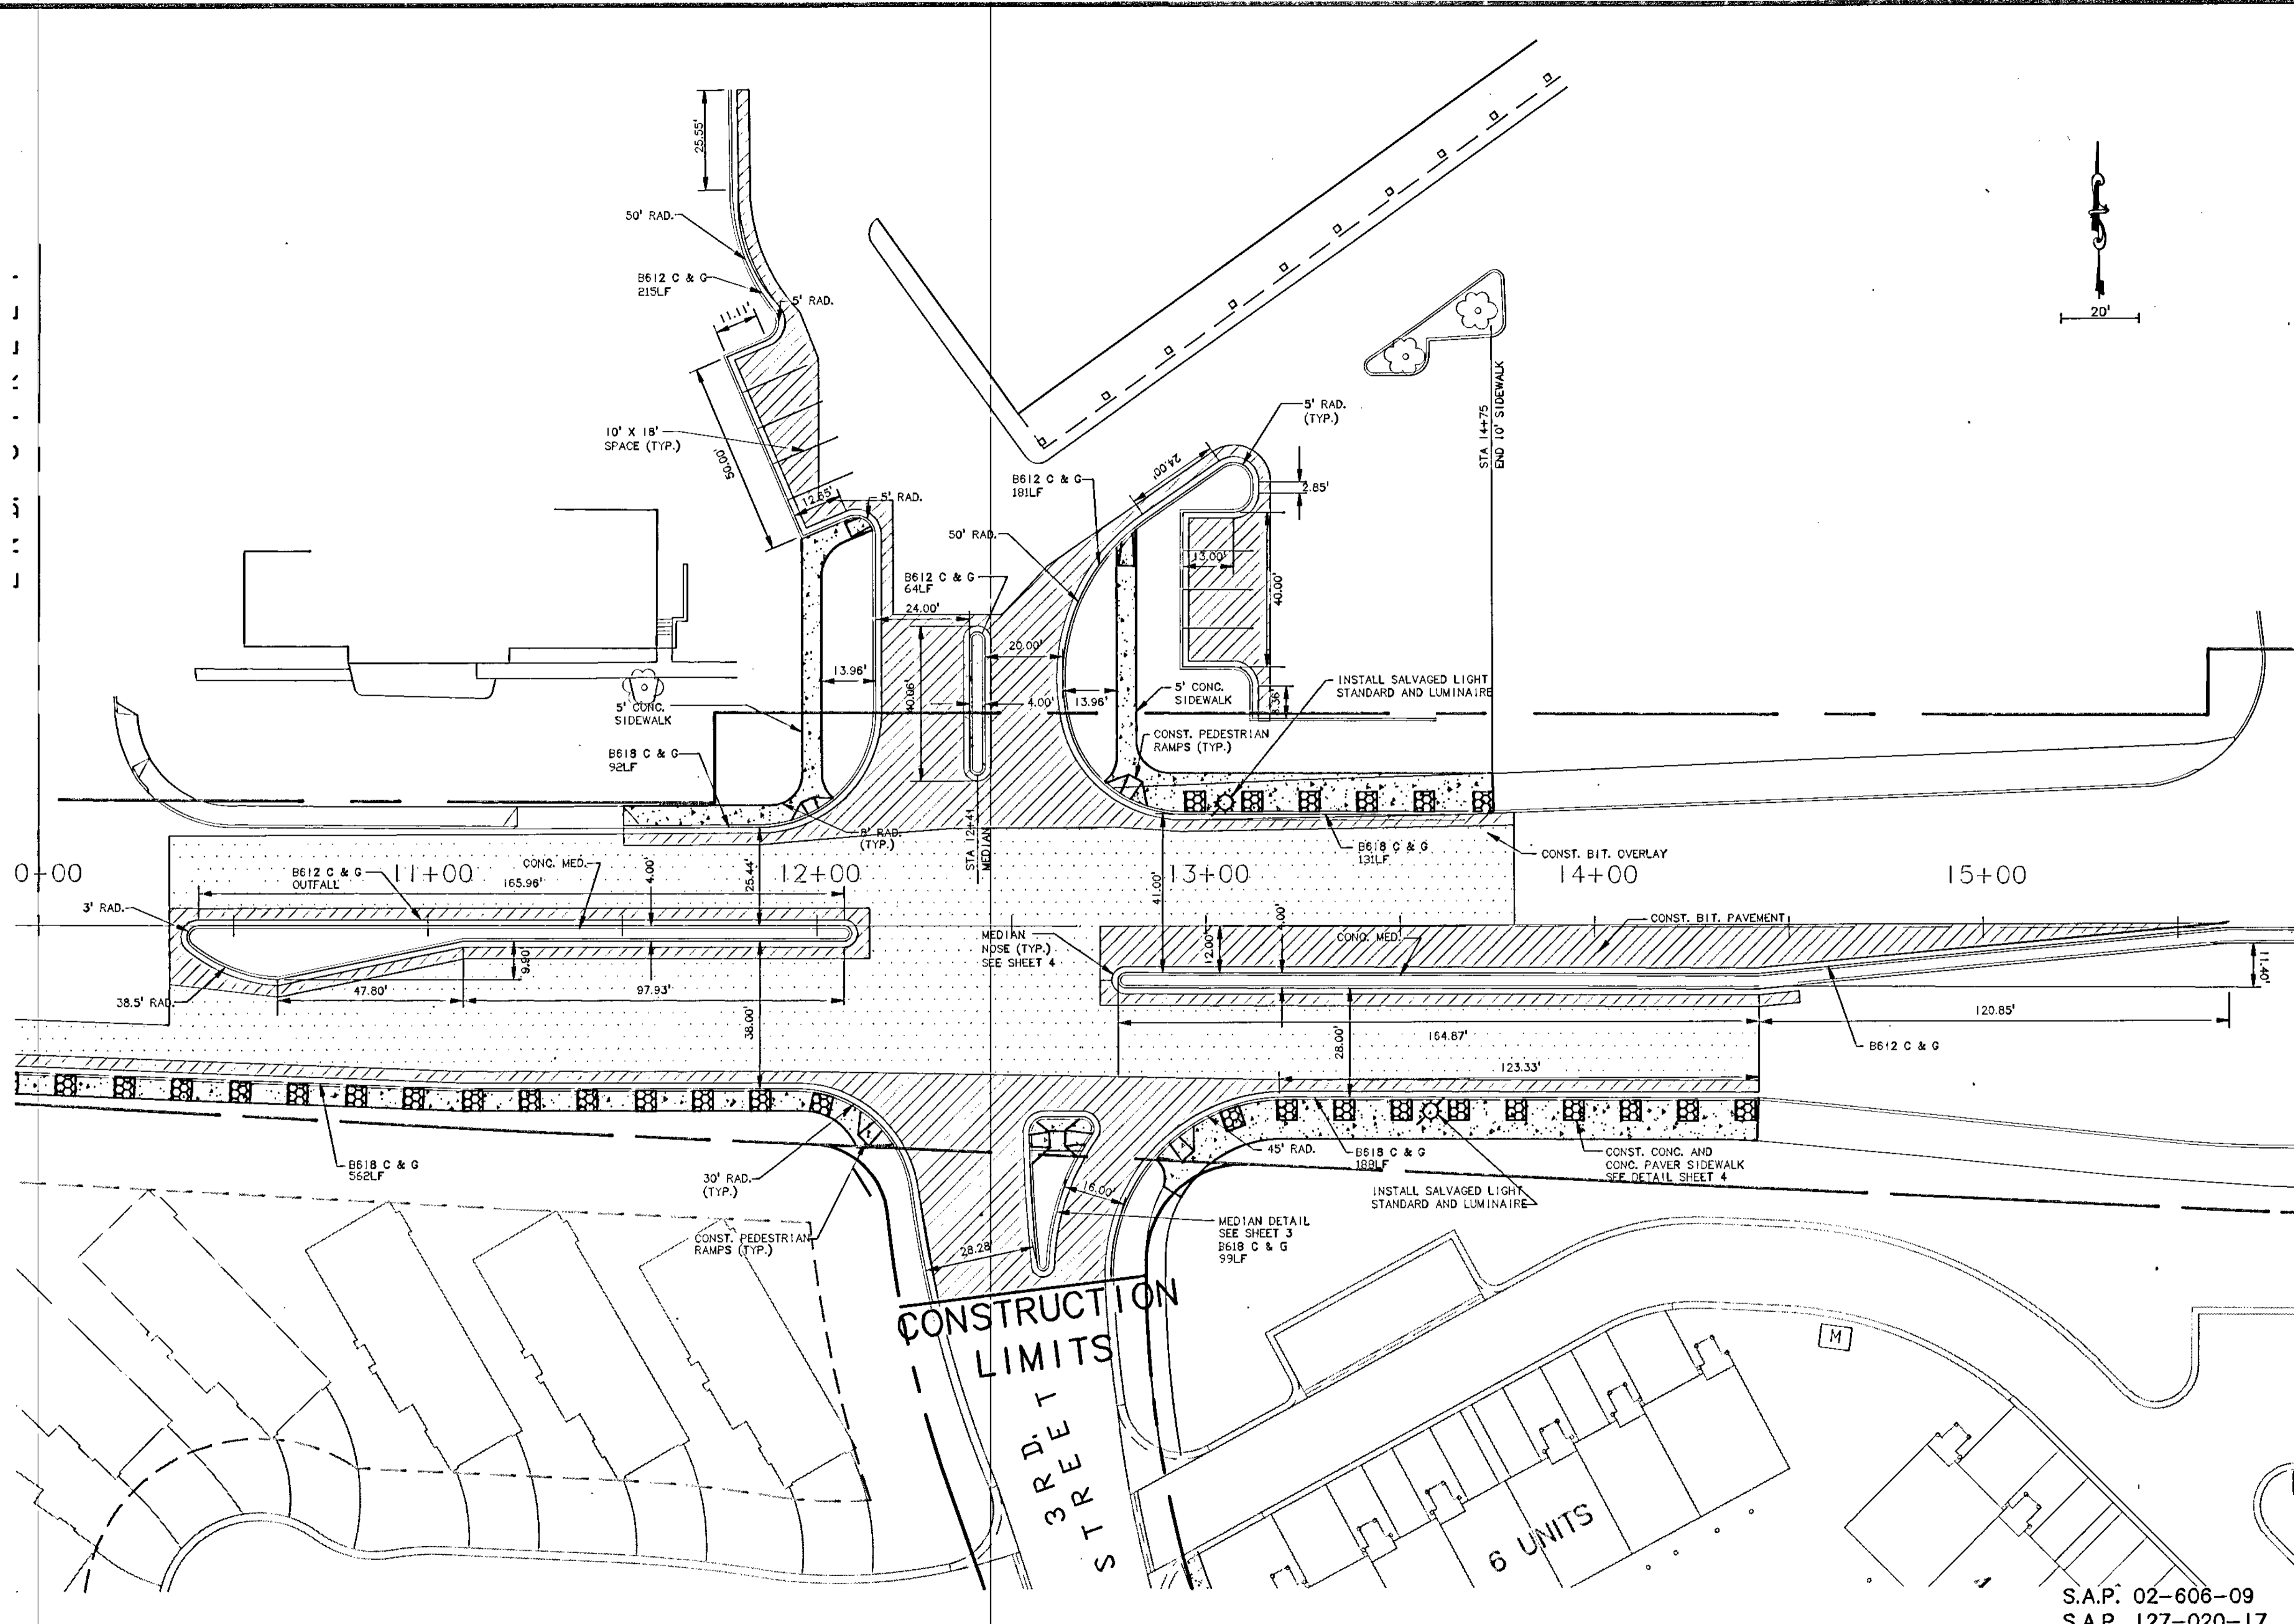 25.55'
50' RAD.
B612 C & G
215LF
5' RAD.
11.11'
20'
10' X 18'
SPACE (TYP.)
50.00'
12.65'
5' RAD.
5' RAD.
(TYP.)
24.00'
B612 C & G
181LF
2.85'
STA 14+75
END 10' SIDEWALK
50' RAD.
13.00'
40.00'
B612 C & G
64LF
24.00'
20.00'
13.96'
40.06'
4.00'
13.96'
8.36'
5' CONC.
SIDEWALK
5' CONC.
SIDEWALK
INSTALL SALVAGED LIGHT
STANDARD AND LUMINAIRE
CONST. PEDESTRIAN
RAMPS (TYP.)
B618 C & G
92LF
8' RAD.
(TYP.)
STA 12+41
MEDIAN
B618 C & G
131LF
CONST. BIT. OVERLAY
0+00
11+00
12+00
13+00
14+00
15+00
B612 C & G
OUTFALL
CONC. MED.
165.96'
4.00'
25.44'
41.00'
3' RAD.
MEDIAN
NOSE (TYP.)
SEE SHEET 4
12.00'
4.00'
CONC. MED.
CONST. BIT. PAVEMENT
9.90'
47.80'
97.93'
38.5' RAD.
38.00'
28.00'
164.87'
120.85'
11.40'
B612 C & G
123.33'
B618 C & G
562LF
30' RAD.
(TYP.)
45' RAD.
B618 C & G
188LF
CONST. CONC. AND
CONC. PAVER SIDEWALK
SEE DETAIL SHEET 4
INSTALL SALVAGED LIGHT
STANDARD AND LUMINAIRE
16.00'
CONST. PEDESTRIAN
RAMPS (TYP.)
28.28'
MEDIAN DETAIL
SEE SHEET 3
B618 C & G
99LF
CONSTRUCTION
LIMITS
3RD.
STREET
M
6 UNITS
S.A.P. 02-606-09
S.A.P. 127-020-17